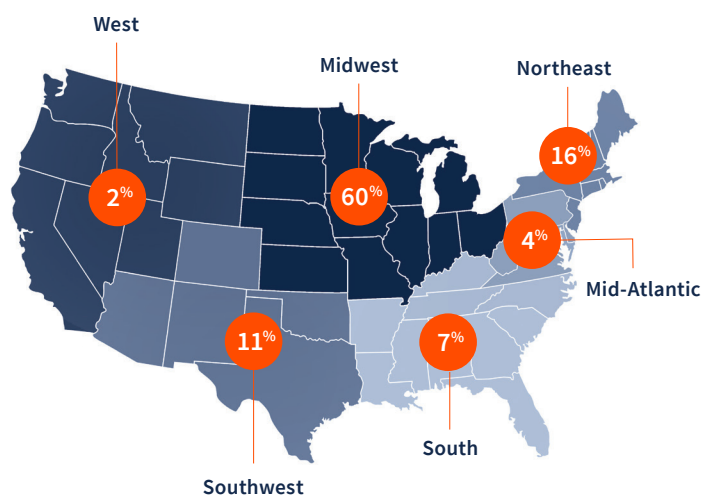 West
Midwest
Northeast
16%
2%
60%
4%
Mid-Atlantic
11%
7%
South
Southwest